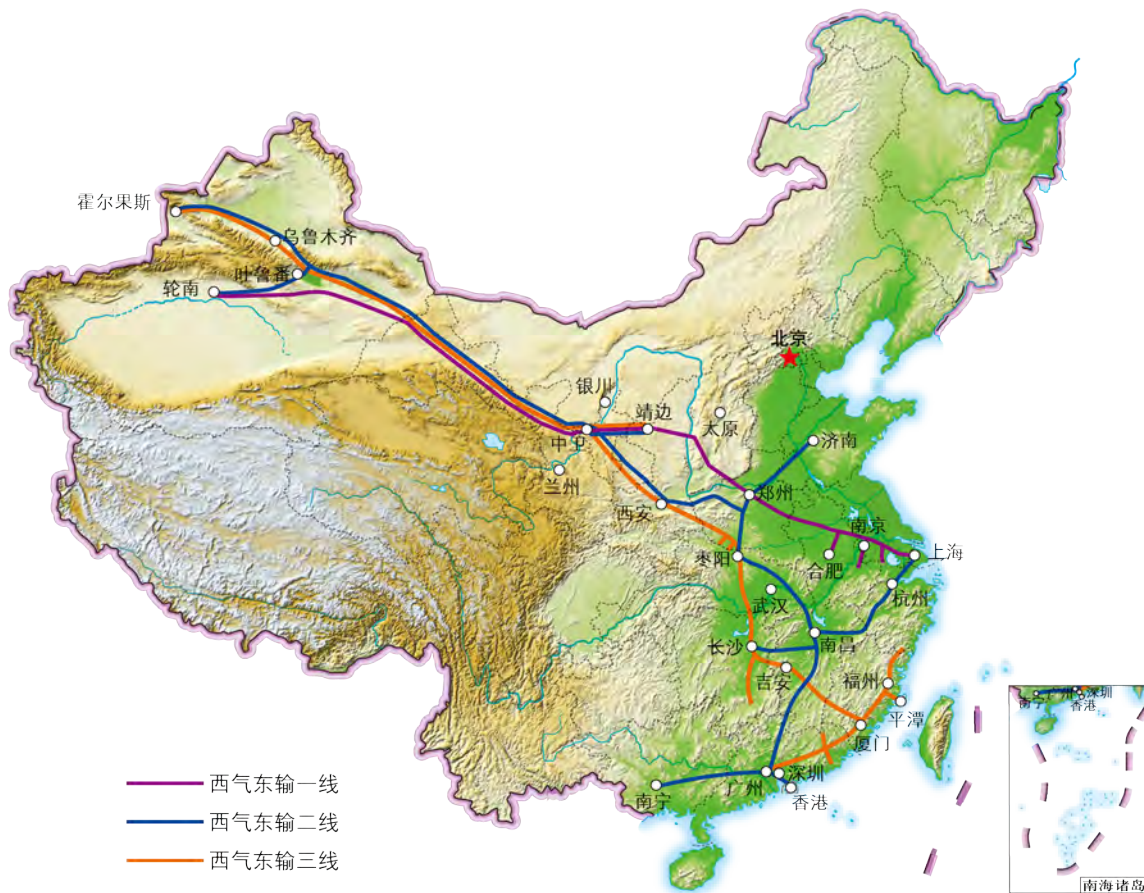 霍尔果斯
乌鲁木齐
吐鲁番
轮南
北京
银川
靖边
太原
济南
中卫
兰州
郑州
西安
南京
枣阳
合肥
上海
武汉
杭州
长沙
南昌
吉安
福州
平潭
厦门
广州
深圳
南宁
香港
西气东输一线
西气东输二线
西气东输三线
南宁
广州
深圳
香港
南海诸岛